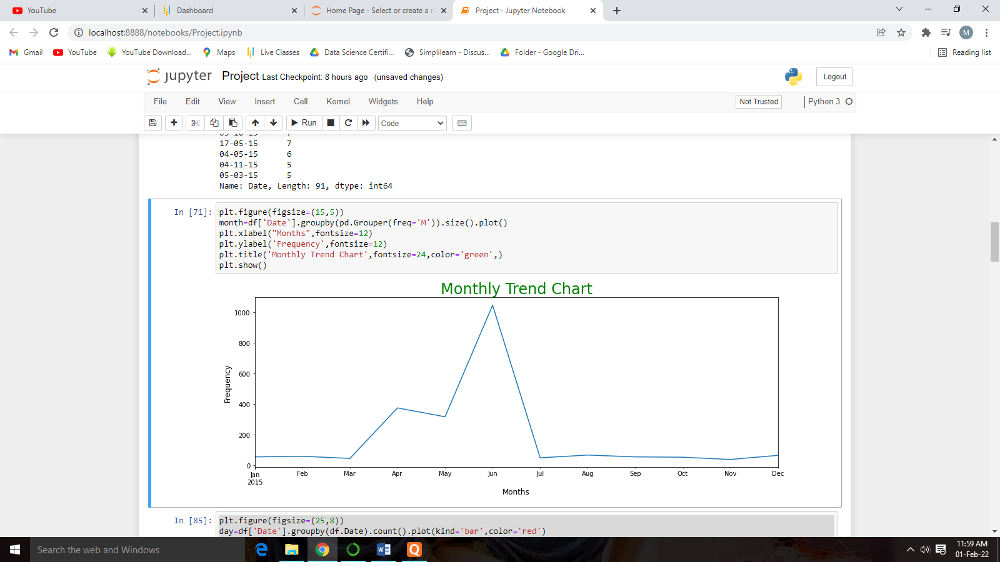 YouTube
Dashboard
Home Page - Select or create a n
Project - Jupyter Notebook
localhost:8888/notebooks/Project.ipynb
M
Gmail
YouTube
YouTube Download...
Maps
Live Classes
Data Science Certifi...
Simplilearn - Discus...
Folder - Google Dri...
Reading list
jupyter Project Last Checkpoint: 8 hours ago (unsaved changes)
Logout
File Edit View Insert Cell Kernel Widgets Help
Not Trusted
Python 3
Run
Code
17-05-15 7
04-05-15 6
04-11-15 5
05-03-15 5
Name: Date, Length: 91, dtype: int64
In [71]:
plt.figure(figsize=(15,5))
month=df['Date'].groupby(pd.Grouper(freq='M')).size().plot()
plt.xlabel("Months",fontsize=12)
plt.ylabel('Frequency',fontsize=12)
plt.title('Monthly Trend Chart',fontsize=24,color='green',)
plt.show()
Monthly Trend Chart
1000
800
600
400
200
0
Frequency
Jan Feb Mar Apr May Jun Jul Aug Sep Oct Nov Dec
2015
Months
In [85]:
plt.figure(figsize=(25,8))
day=df['Date'].groupby(df.Date).count().plot(kind='bar',color='red')
Search the web and Windows
11:59 AM
01-Feb-22